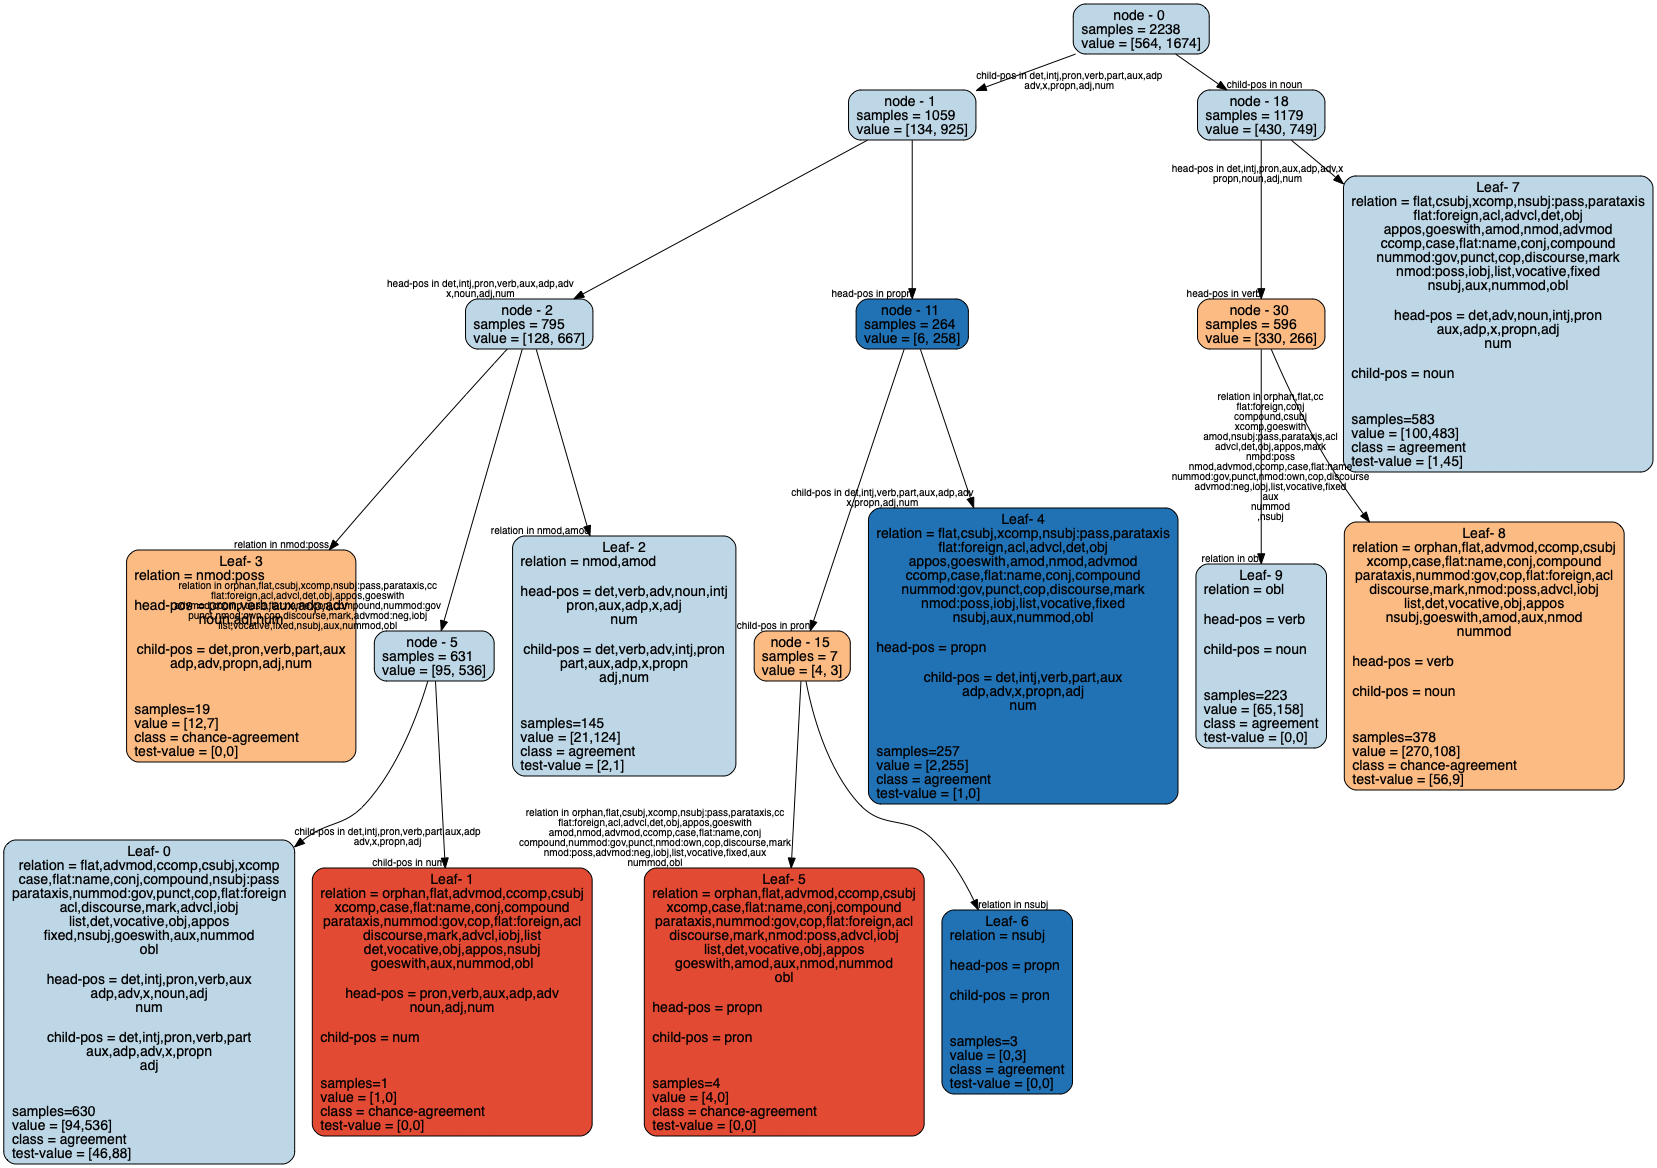 node - 0
samples = 2238
value = [564, 1674]
child-pos in det,intj,pron,verb,part,aux,adp
adv,x,propn,adj,num
child-pos in noun
node - 1
samples = 1059
value = [134, 925]
node - 18
samples = 1179
value = [430, 749]
head-pos in det,intj,pron,aux,adp,adv,x
propn,noun,adj,num
Leaf- 7
relation = flat,csubj,xcomp,nsubj:pass,parataxis
flat:foreign,acl,advcl,det,obj
appos,goeswith,amod,nmod,advmod
ccomp,case,flat:name,conj,compound
nummod:gov,punct,cop,discourse,mark
nmod:poss,iobj,list,vocative,fixed
nsubj,aux,nummod,obl
head-pos = det,adv,noun,intj,pron
aux,adp,x,propn,adj
num
child-pos = noun
samples=583
value = [100,483]
class = agreement
test-value = [1,45]
head-pos in det,intj,pron,verb,aux,adp,adv
x,noun,adj,num
head-pos in propn
head-pos in verb
node - 2
samples = 795
value = [128, 667]
node - 11
samples = 264
value = [6, 258]
node - 30
samples = 596
value = [330, 266]
relation in orphan,flat,cc
flat:foreign,conj
compound,csubj
xcomp,goeswith
amod,nsubj:pass,parataxis,acl
advcl,det,obj,appos,mark
nmod:poss
nmod,advmod,ccomp,case,flat:name
nummod:gov,punct,nmod:own,cop,discourse
advmod:neg,iobj,list,vocative,fixed
aux
nummod
,nsubj
relation in nmod:poss
relation in nmod,amod
child-pos in det,intj,verb,part,aux,adp,adv
x,propn,adj,num
relation in obl
Leaf- 3
relation = nmod:poss
head-pos = pron,verb,aux,adp,adv
noun,adj,num
child-pos = det,pron,verb,part,aux
adp,adv,propn,adj,num
samples=19
value = [12,7]
class = chance-agreement
test-value = [0,0]
relation in orphan,flat,csubj,xcomp,nsubj:pass,parataxis,cc
flat:foreign,acl,advcl,det,obj,appos,goeswith
punct,nmod:own,cop,discourse,mark,advmod:neg,iobj
list,vocative,fixed,nsubj,aux,nummod,obl
node - 5
samples = 631
value = [95, 536]
Leaf- 2
relation = nmod,amod
head-pos = det,verb,adv,noun,intj
pron,aux,adp,x,adj
num
child-pos = det,verb,adv,intj,pron
part,aux,adp,x,propn
adj,num
samples=145
value = [21,124]
class = agreement
test-value = [2,1]
child-pos in pron
node - 15
samples = 7
value = [4, 3]
Leaf- 4
relation = flat,csubj,xcomp,nsubj:pass,parataxis
flat:foreign,acl,advcl,det,obj
appos,goeswith,amod,nmod,advmod
ccomp,case,flat:name,conj,compound
nummod:gov,punct,cop,discourse,mark
nmod:poss,iobj,list,vocative,fixed
nsubj,aux,nummod,obl
head-pos = propn
child-pos = det,intj,verb,part,aux
adp,adv,x,propn,adj
num
samples=257
value = [2,255]
class = agreement
test-value = [1,0]
Leaf- 9
relation = obl
head-pos = verb
child-pos = noun
samples=223
value = [65,158]
class = agreement
test-value = [0,0]
Leaf- 8
relation = orphan,flat,advmod,ccomp,csubj
xcomp,case,flat:name,conj,compound
parataxis,nummod:gov,cop,flat:foreign,acl
discourse,mark,nmod:poss,advcl,iobj
list,det,vocative,obj,appos
nsubj,goeswith,amod,aux,nmod
nummod
head-pos = verb
child-pos = noun
samples=378
value = [270,108]
class = chance-agreement
test-value = [56,9]
child-pos in det,intj,pron,verb,part,aux,adp
adv,x,propn,adj
child-pos in num
relation in orphan,flat,csubj,xcomp,nsubj:pass,parataxis,cc
flat:foreign,acl,advcl,det,obj,appos,goeswith
amod,nmod,advmod,ccomp,case,flat:name,conj
compound,nummod:gov,punct,nmod:own,cop,discourse,mark
nmod:poss,advmod:neg,iobj,list,vocative,fixed,aux
nummod,obl
relation in nsubj
Leaf- 0
relation = flat,advmod,ccomp,csubj,xcomp
case,flat:name,conj,compound,nsubj:pass
parataxis,nummod:gov,punct,cop,flat:foreign
acl,discourse,mark,advcl,iobj
list,det,vocative,obj,appos
fixed,nsubj,goeswith,aux,nummod
obl
head-pos = det,intj,pron,verb,aux
adp,adv,x,noun,adj
num
child-pos = det,intj,pron,verb,part
aux,adp,adv,x,propn
adj
samples=630
value = [94,536]
class = agreement
test-value = [46,88]
Leaf- 1
relation = orphan,flat,advmod,ccomp,csubj
xcomp,case,flat:name,conj,compound
parataxis,nummod:gov,cop,flat:foreign,acl
discourse,mark,advcl,iobj,list
det,vocative,obj,appos,nsubj
goeswith,aux,nummod,obl
head-pos = pron,verb,aux,adp,adv
noun,adj,num
child-pos = num
samples=1
value = [1,0]
class = chance-agreement
test-value = [0,0]
Leaf- 5
relation = orphan,flat,advmod,ccomp,csubj
xcomp,case,flat:name,conj,compound
parataxis,nummod:gov,cop,flat:foreign,acl
discourse,mark,nmod:poss,advcl,iobj
list,det,vocative,obj,appos
goeswith,amod,aux,nmod,nummod
obl
head-pos = propn
child-pos = pron
samples=4
value = [4,0]
class = chance-agreement
test-value = [0,0]
Leaf- 6
relation = nsubj
head-pos = propn
child-pos = pron
samples=3
value = [0,3]
class = agreement
test-value = [0,0]